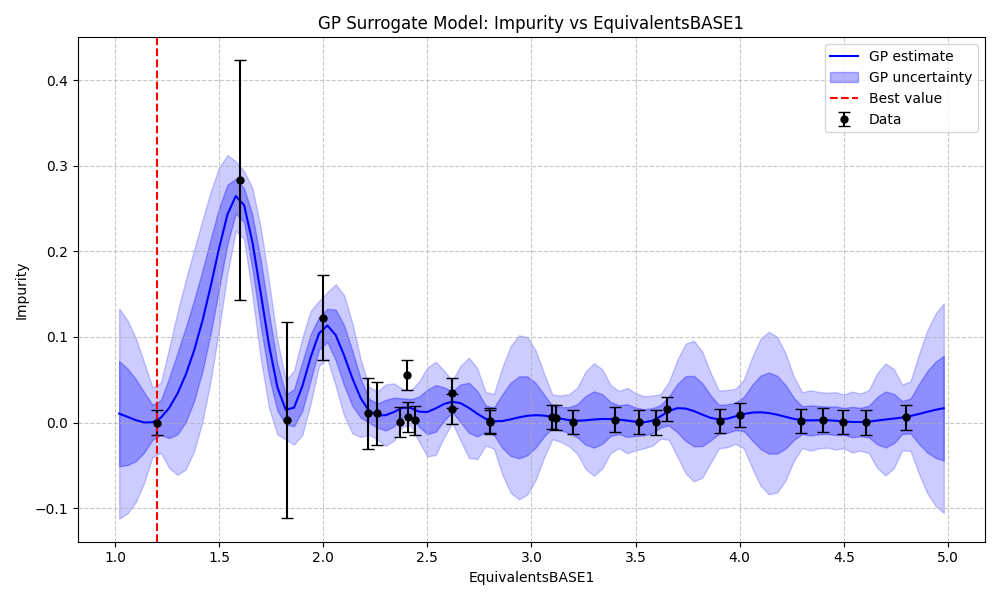 GP Surrogate Model: Impurity vs EquivalentsBASE1
GP estimate
GP uncertainty
Best value
Data
Impurity
0.4
0.3
0.2
0.1
0.0
−0.1
1.0 1.5 2.0 2.5 3.0 3.5 4.0 4.5 5.0
EquivalentsBASE1